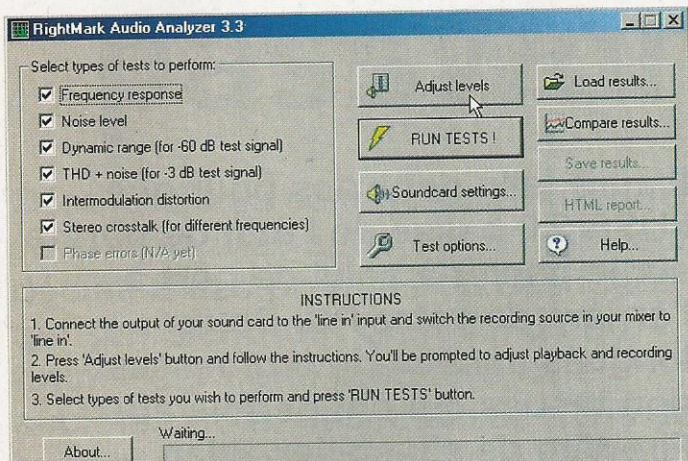 RightMark Audio Analyzer 3.3
Select types of tests to perform:
Frequency response
Noise level
Dynamic range (for -60 dB test signal)
THD + noise (for -3 dB test signal)
Intermodulation distortion
Stereo crosstalk (for different frequencies)
Phase errors (N/A yet)
Adjust levels
RUN TESTS !
Soundcard settings...
Test options...
Load results...
Compare results...
Save results...
HTML report...
Help...
INSTRUCTIONS
1. Connect the output of your sound card to the 'line in' input and switch the recording source in your mixer to
'line in'.
2. Press 'Adjust levels' button and follow the instructions. You'll be prompted to adjust playback and recording
levels.
3. Select types of tests you wish to perform and press 'RUN TESTS' button.
Waiting...
About...